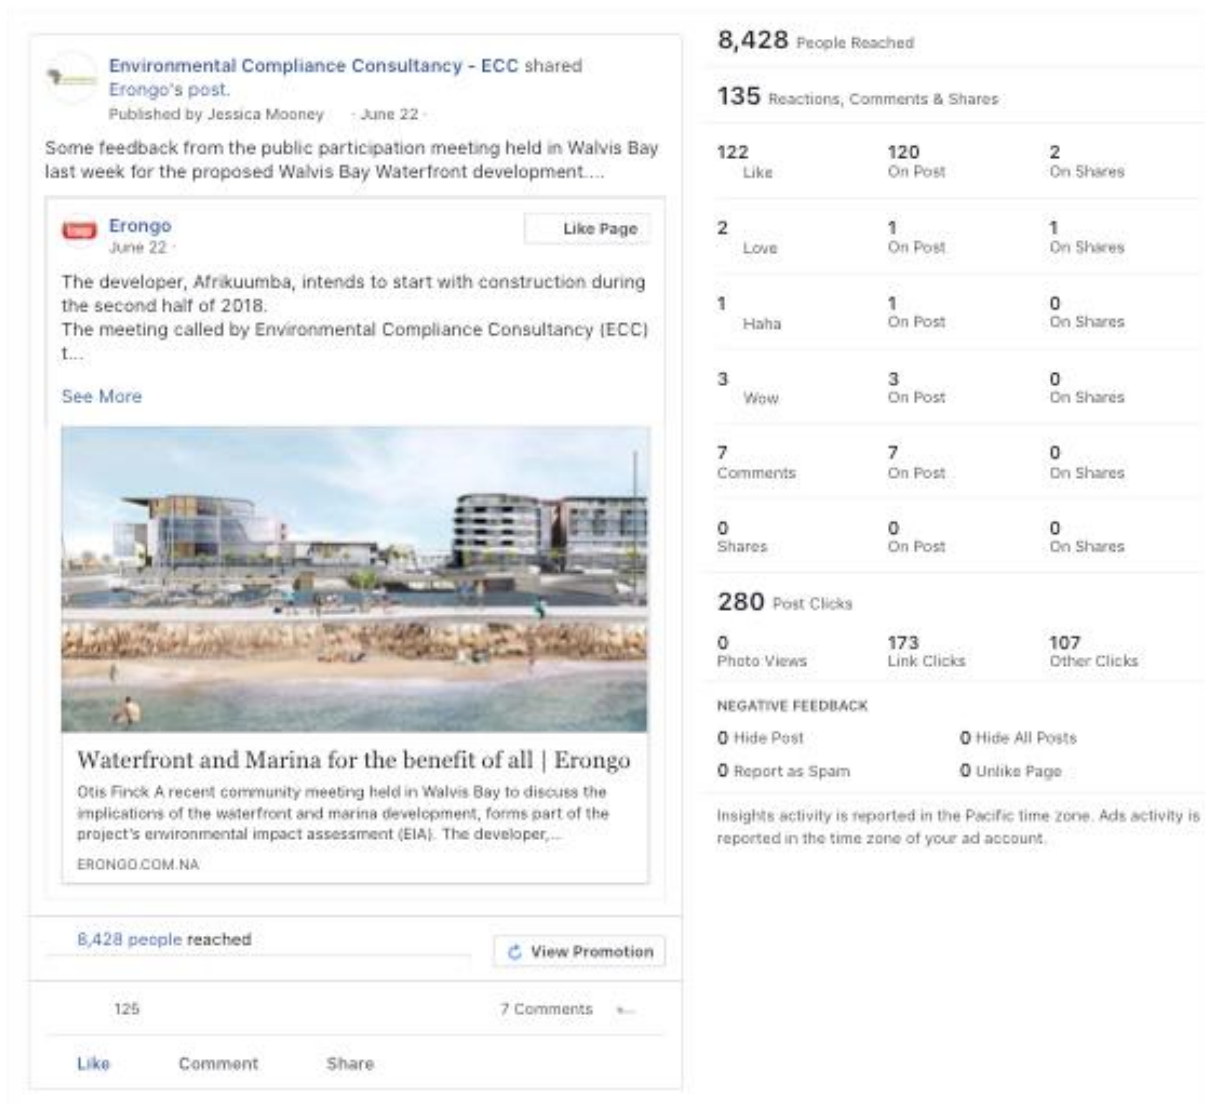 Environmental Compliance Consultancy - ECC shared
Erongo's post.
Published by Jessica Mooney · June 22 ·
Some feedback from the public participation meeting held in Walvis Bay
last week for the proposed Walvis Bay Waterfront development....
Erongo
June 22 ·
Like Page
The developer, Afrikuumba, intends to start with construction during
the second half of 2018.
The meeting called by Environmental Compliance Consultancy (ECC)
t...
See More
Waterfront and Marina for the benefit of all | Erongo
Otis Finck A recent community meeting held in Walvis Bay to discuss the
implications of the waterfront and marina development, forms part of the
project's environmental impact assessment (EIA). The developer,...
ERONGO.COM.NA
8,428 people reached
View Promotion
125
7 Comments
Like Comment Share
8,428 People Reached
135 Reactions, Comments & Shares
122 120 2
Like On Post On Shares
2 1 1
Love On Post On Shares
1 1 0
Haha On Post On Shares
3 3 0
Wow On Post On Shares
7 7 0
Comments On Post On Shares
0 0 0
Shares On Post On Shares
280 Post Clicks
0 173 107
Photo Views Link Clicks Other Clicks
NEGATIVE FEEDBACK
0 Hide Post 0 Hide All Posts
0 Report as Spam 0 Unlike Page
Insights activity is reported in the Pacific time zone. Ads activity is
reported in the time zone of your ad account.